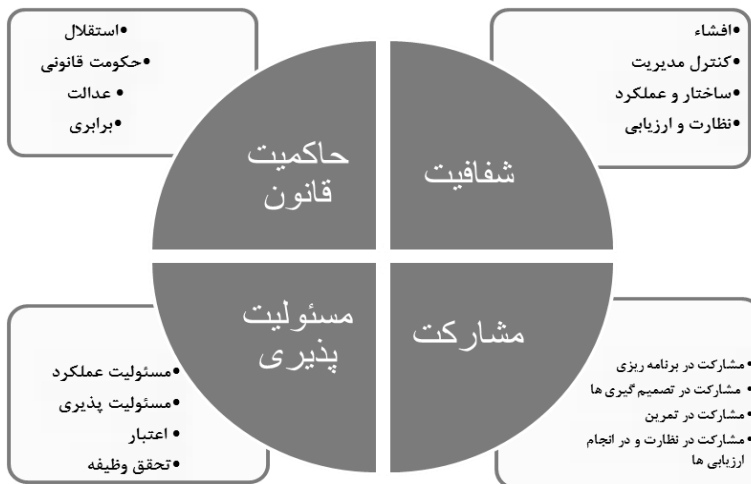 •افشاء
•کنترل مدیریت
•ساختار و عملکرد
•نظارت و ارزیابی
•استقلال
•حکومت قانونی
• عدالت
•برابری
شفافیت
حاکمیت
قانون
مشارکت
مسئولیت
پذیری
•مشارکت در برنامه ریزی
• مشارکت در تصمیم گیری ها
•مشارکت در تمرین
•مشارکت در نظارت و در انجام
ارزیابی ها
•مسئولیت عملکرد
•مسئولیت پذیری
• اعتبار
•تحقق وظیفه